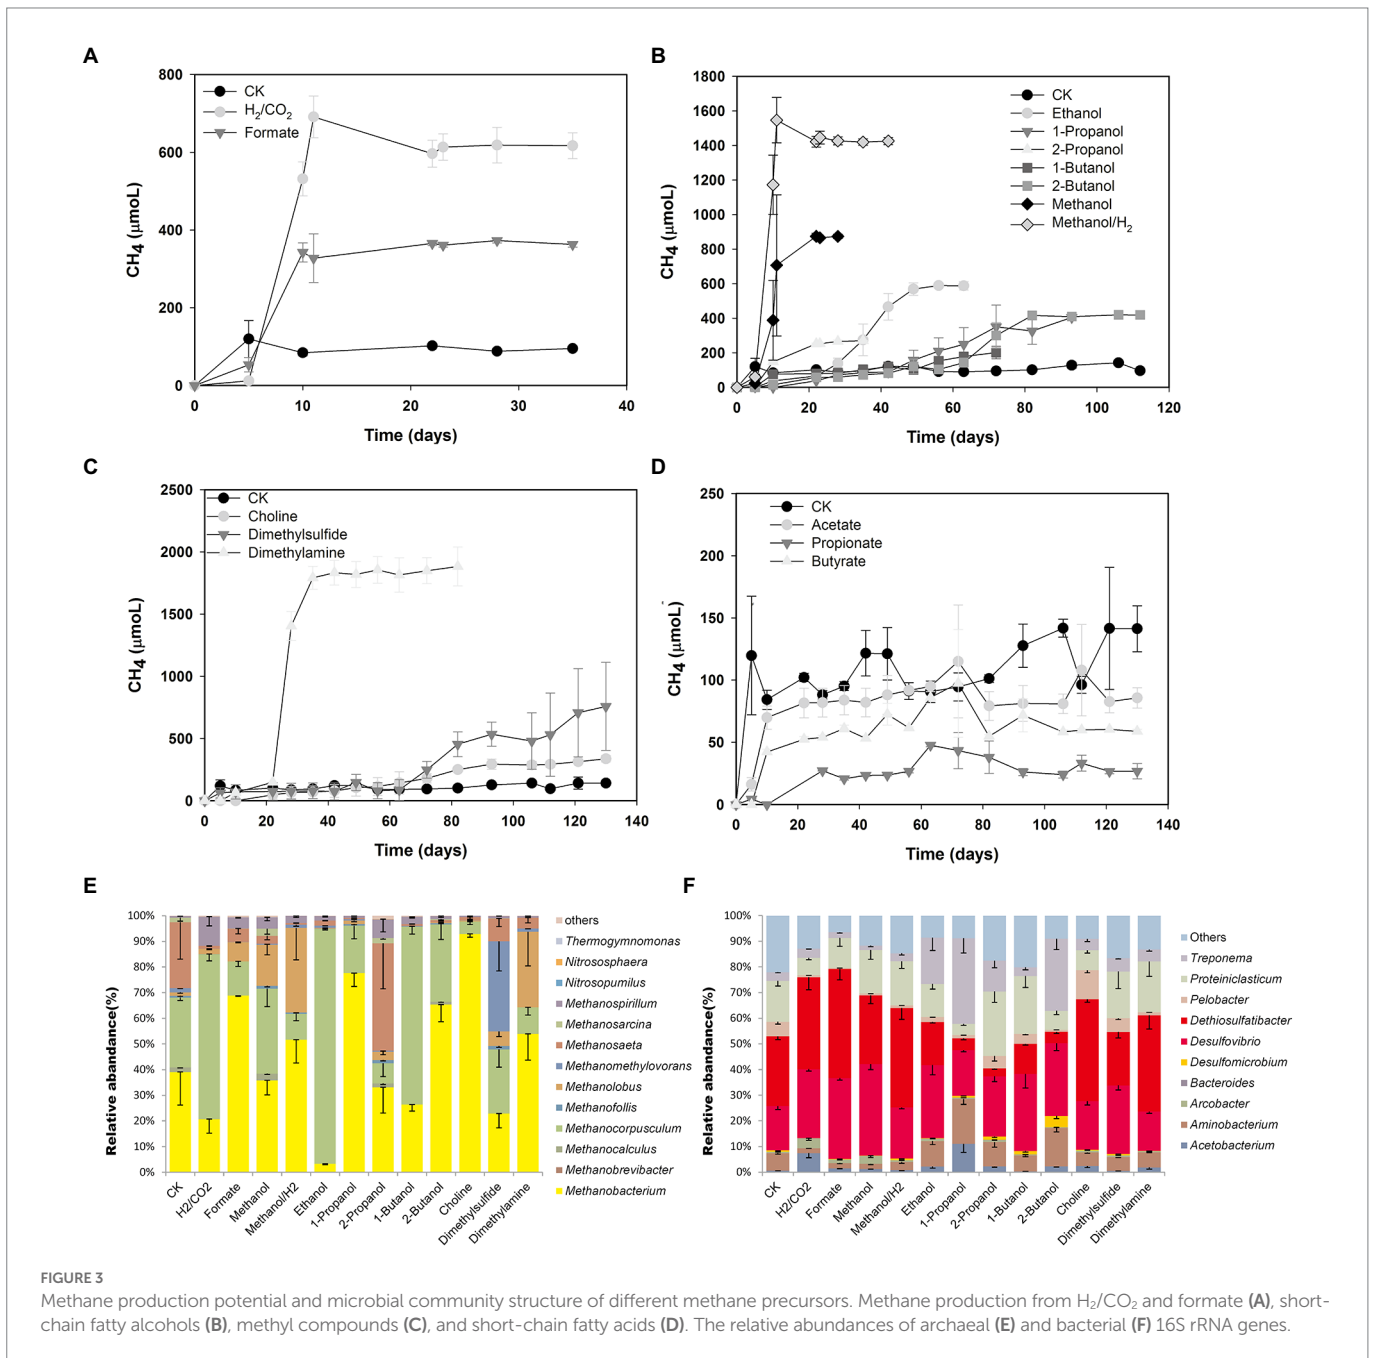 A
800
600
400
200
0
CH4 (μmoL)
CK
H2/CO2
Formate
0 10 20 30 40
Time (days)
B
1800
1600
1400
1200
1000
800
600
400
200
0
CH4 (μmoL)
CK
Ethanol
1-Propanol
2-Propanol
1-Butanol
2-Butanol
Methanol
Methanol/H2
0 20 40 60 80 100 120
Time (days)
C
2500
2000
1500
1000
500
0
CH4 (μmoL)
CK
Choline
Dimethylsulfide
Dimethylamine
0 20 40 60 80 100 120 140
Time (days)
D
250
200
150
100
50
0
CH4 (μmoL)
CK
Acetate
Propionate
Butyrate
0 20 40 60 80 100 120 140
Time (days)
E
100%
90%
80%
70%
60%
50%
40%
30%
20%
10%
0%
Relative abundance(%)
CK
H2/CO2
Formate
Methanol
Methanol/H2
Ethanol
1-Propanol
2-Propanol
1-Butanol
2-Butanol
Choline
Dimethylsulfide
Dimethylamine
others
Thermogymnomonas
Nitrososphaera
Nitrosopumilus
Methanospirillum
Methanosarcina
Methanosaeta
Methanomethylovorans
Methanolobus
Methanofollis
Methanocorpusculum
Methanocalculus
Methanobrevibacter
Methanobacterium
F
100%
90%
80%
70%
60%
50%
40%
30%
20%
10%
0%
Relative abundance(%)
CK
H2/CO2
Formate
Methanol
Methanol/H2
Ethanol
1-Propanol
2-Propanol
1-Butanol
2-Butanol
Choline
Dimethylsulfide
Dimethylamine
Others
Treponema
Proteiniclasticum
Pelobacter
Dethiosulfatibacter
Desulfovibrio
Desulfomicrobium
Bacteroides
Arcobacter
Aminobacterium
Acetobacterium
FIGURE 3
Methane production potential and microbial community structure of different methane precursors. Methane production from H2/CO2 and formate (A), short-
chain fatty alcohols (B), methyl compounds (C), and short-chain fatty acids (D). The relative abundances of archaeal (E) and bacterial (F) 16S rRNA genes.